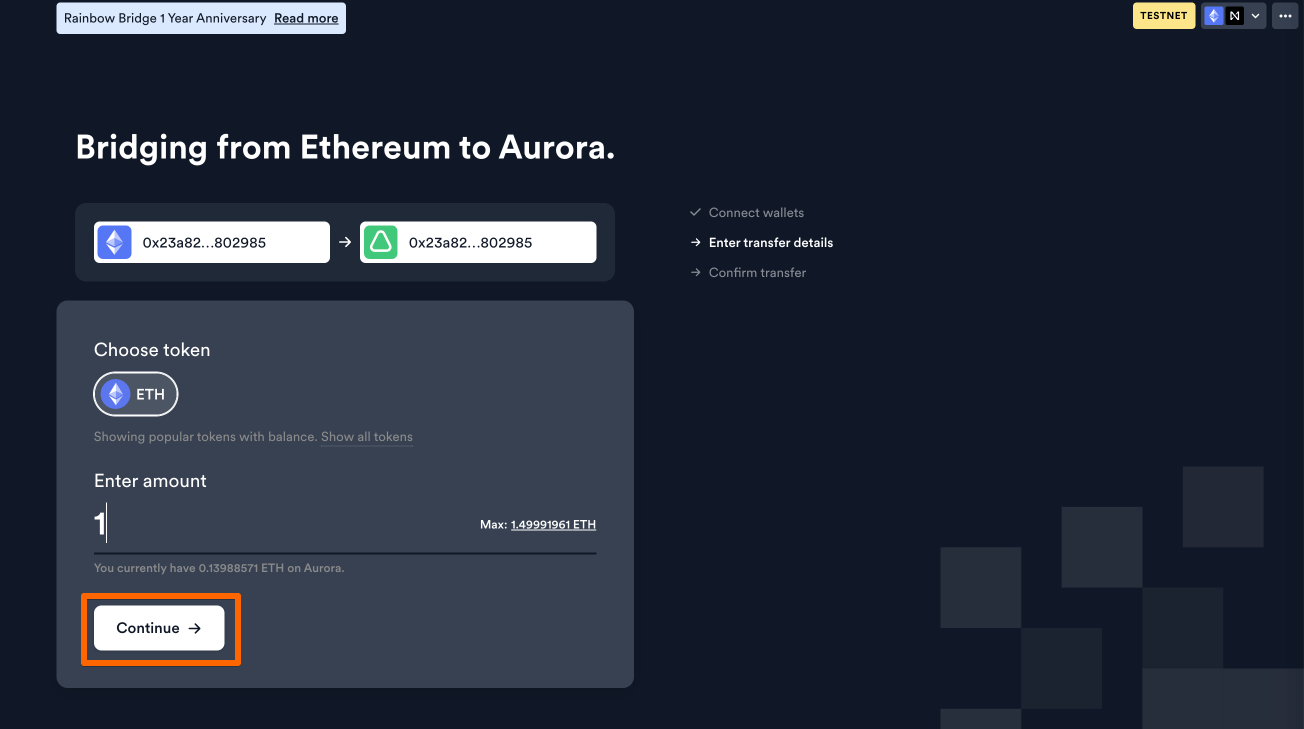 Rainbow Bridge 1 Year Anniversary Read more
TESTNET
Bridging from Ethereum to Aurora.
0x23a82...802985 → 0x23a82...802985
✓ Connect wallets
→ Enter transfer details
→ Confirm transfer
Choose token
ETH
Showing popular tokens with balance. Show all tokens
Enter amount
1
Max: 1.49991961 ETH
You currently have 0.13988571 ETH on Aurora.
Continue →